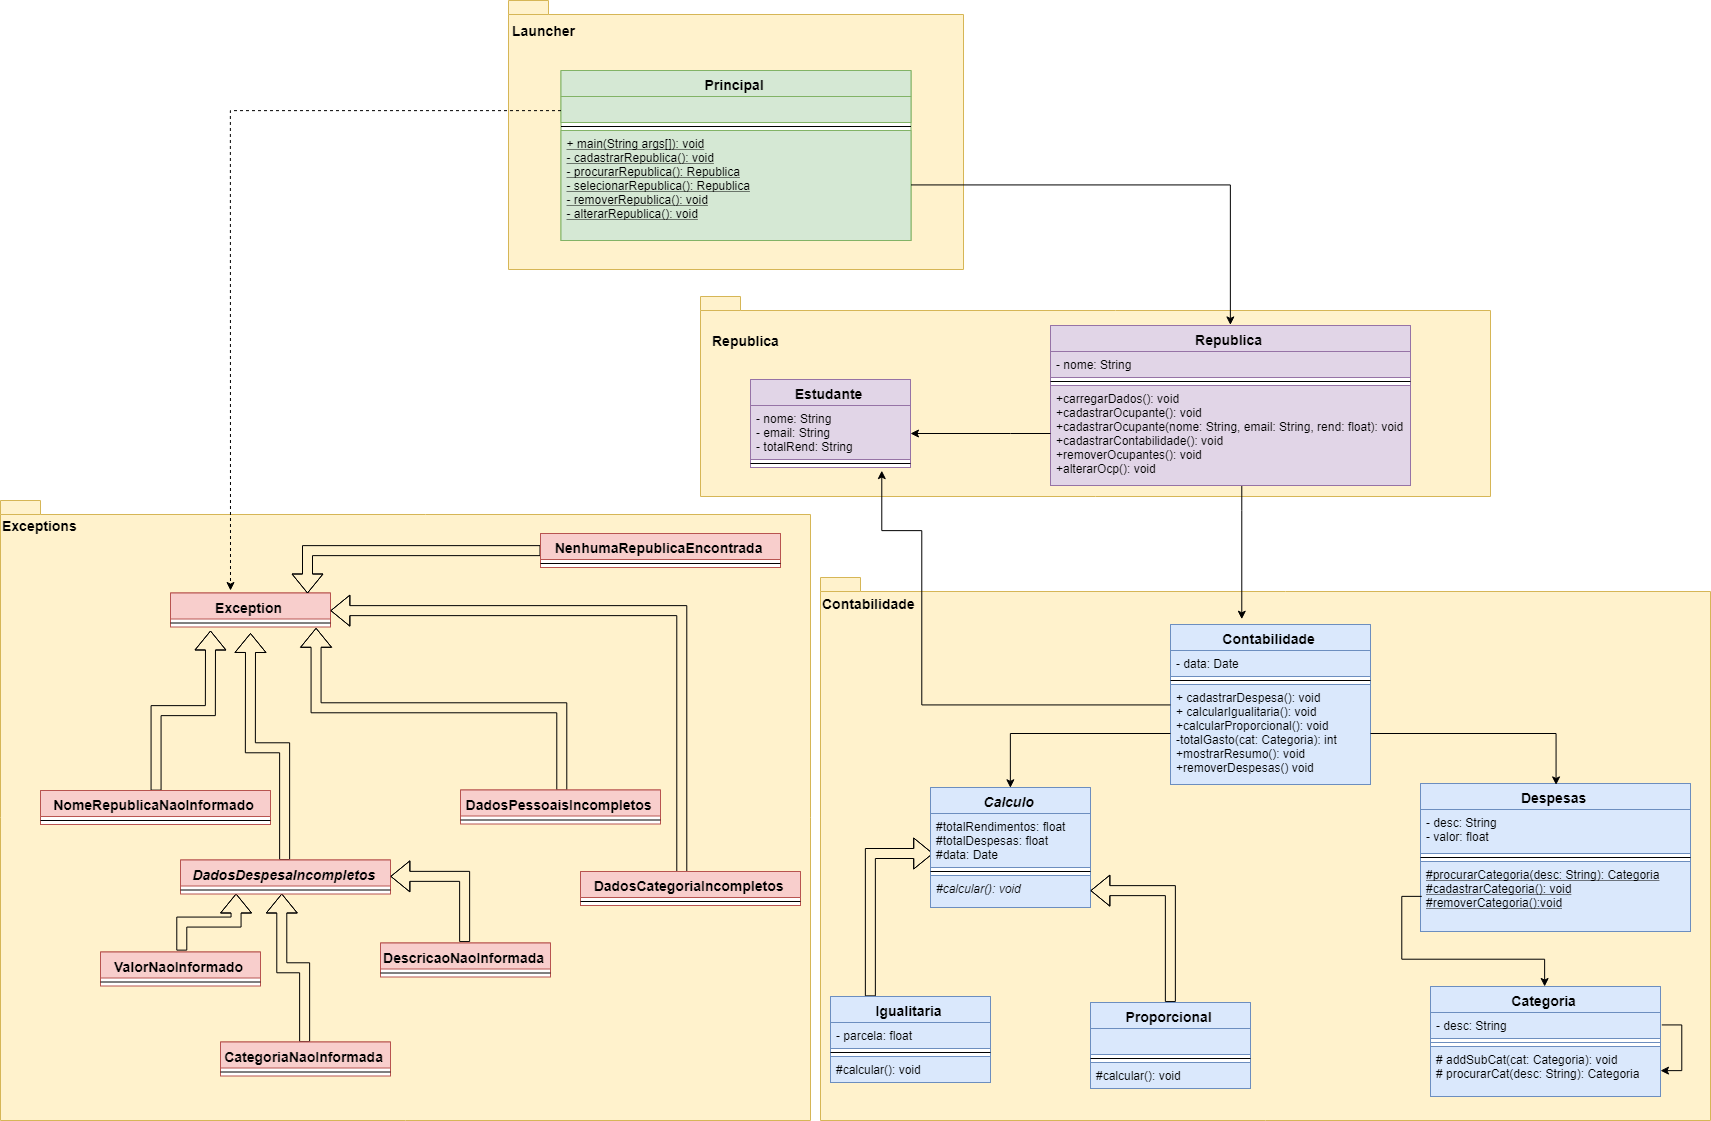 Launcher
Principal
+ main(String args[]): void
- cadastrarRepublica(): void
- procurarRepublica(): Republica
- selecionarRepublica(): Republica
- removerRepublica(): void
- alterarRepublica(): void
Republica
Republica
- nome: String
+carregarDados(): void
+cadastrarOcupante(): void
+cadastrarOcupante(nome: String, email: String, rend: float): void
+cadastrarContabilidade(): void
+removerOcupantes(): void
+alterarOcp(): void
Estudante
- nome: String
- email: String
- totalRend: String
Exceptions
NenhumaRepublicaEncontrada
Exception
NomeRepublicaNaoInformado
DadosPessoaisIncompletos
DadosDespesaIncompletos
DadosCategoriaIncompletos
ValorNaoInformado
DescricaoNaoInformada
CategoriaNaoInformada
Contabilidade
Contabilidade
- data: Date
+ cadastrarDespesa(): void
+ calcularIgualitaria(): void
+calcularProporcional(): void
-totalGasto(cat: Categoria): int
+mostrarResumo(): void
+removerDespesas() void
Calculo
#totalRendimentos: float
#totalDespesas: float
#data: Date
#calcular(): void
Despesas
- desc: String
- valor: float
#procurarCategoria(desc: String): Categoria
#cadastrarCategoria(): void
#removerCategoria():void
Igualitaria
- parcela: float
#calcular(): void
Proporcional
#calcular(): void
Categoria
- desc: String
# addSubCat(cat: Categoria): void
# procurarCat(desc: String): Categoria